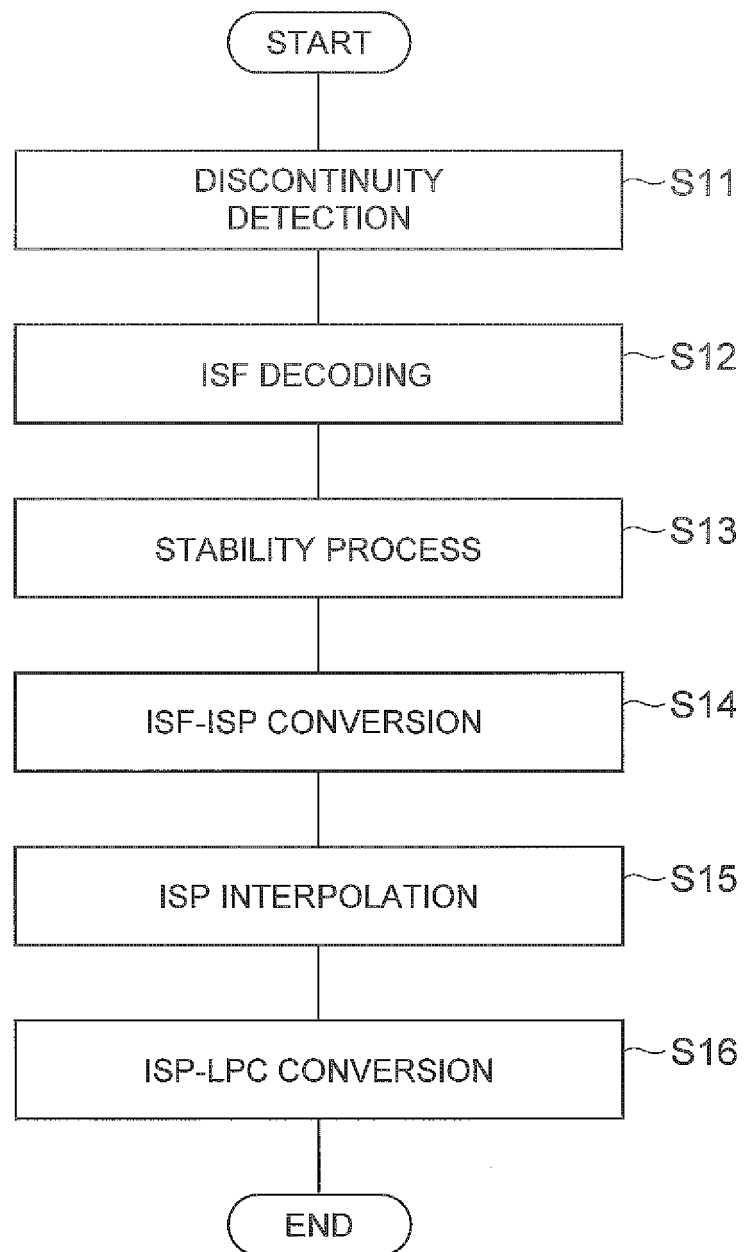 START
DISCONTINUITY
DETECTION
S11
ISF DECODING
S12
STABILITY PROCESS
S13
ISF-ISP CONVERSION
S14
ISP INTERPOLATION
S15
ISP-LPC CONVERSION
S16
END